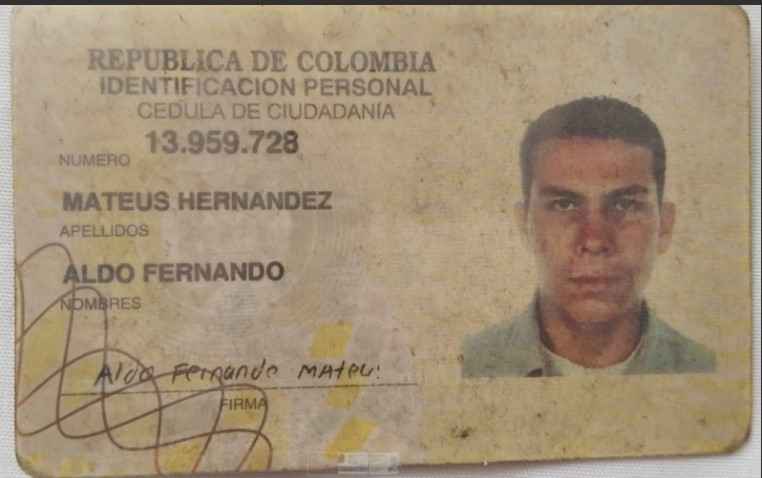 REPUBLICA DE COLOMBIA
IDENTIFICACION PERSONAL
CEDULA DE CIUDADANIA
NUMERO 13.959.728
MATEUS HERNANDEZ
APELLIDOS
ALDO FERNANDO
NOMBRES
Aldo Fernando Mateus
FIRMA